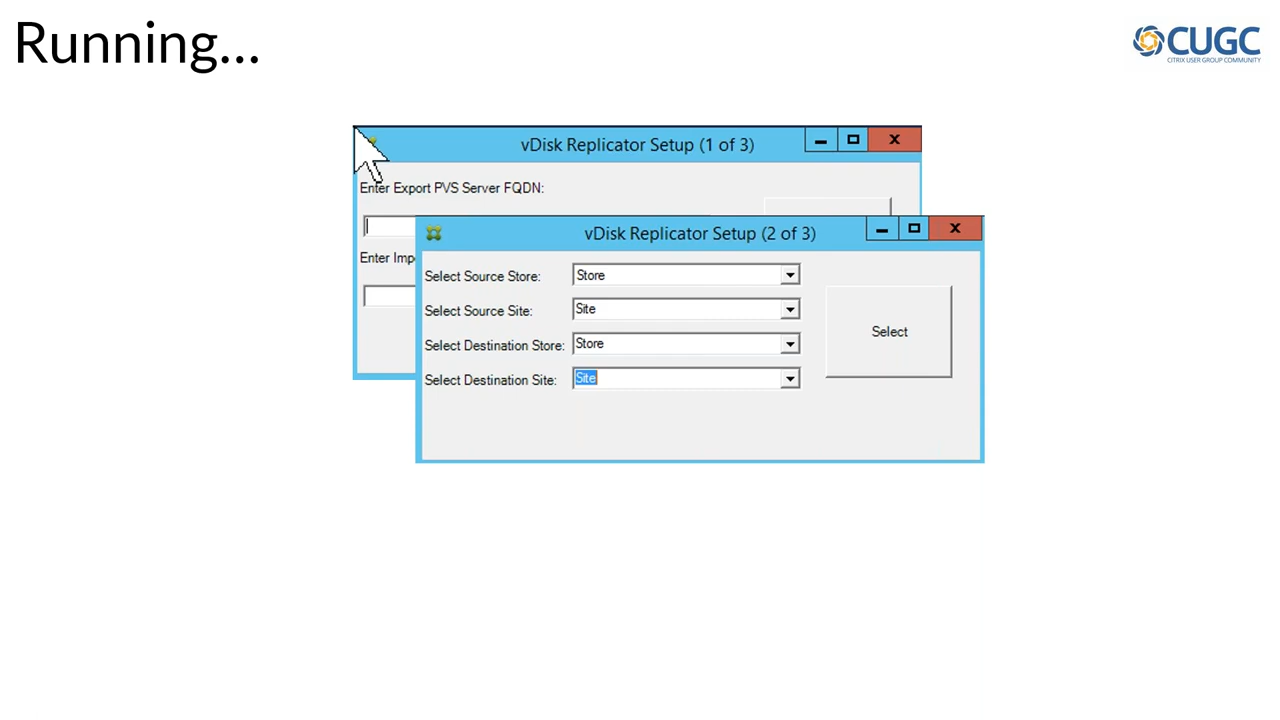 Running...
CUGC
CITRIX USER GROUP COMMUNITY
vDisk Replicator Setup (1 of 3)
Enter Export PVS Server FQDN:
Enter Imp
vDisk Replicator Setup (2 of 3)
Select Source Store: Store
Select Source Site: Site
Select Destination Store: Store
Select Destination Site: Site
Select